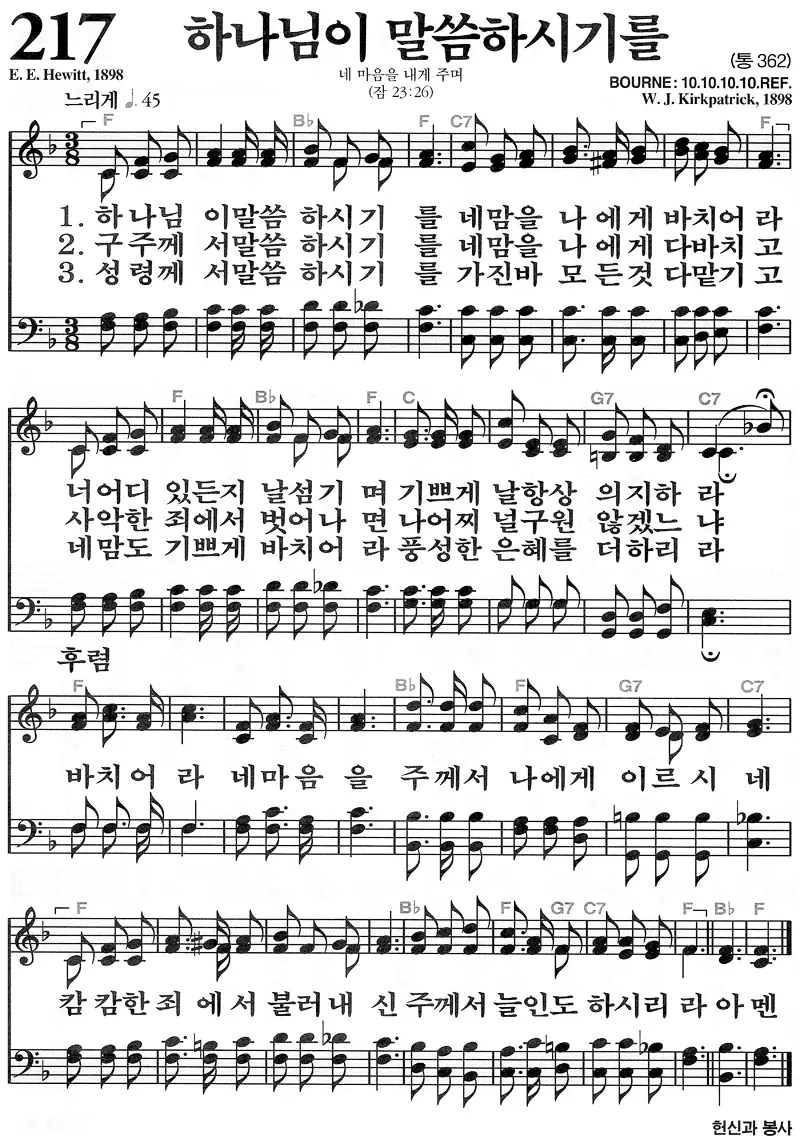 217 하나님이 말씀하시기를 (통 362)
E. E. Hewitt, 1898 네 마음을 내게 주며 BOURNE: 10.10.10.10.REF.
느리게 ♩. 45 (잠 23:26) W. J. Kirkpatrick, 1898
F B♭ F C7 F
1. 하나님 이말씀 하시기 를 네맘을 나에게 바치어 라
2. 구주께 서말씀 하시기 를 네맘을 나에게 다바치 고
3. 성령께 서말씀 하시기 를 가진바 모든것 다맡기 고
F B♭ F C G7 C7
너어디 있든지 날섬기 며 기쁘게 날항상 의지하 라
사악한 죄에서 벗어나 면 나어찌 널구원 않겠느 냐
네맘도 기쁘게 바치어 라 풍성한 은혜를 더하리 라
후렴
F B♭ F G7 C7
바치어 라 네마음 을 주께서 나에게 이르시 네
F B♭ F G7 C7 F B♭ F
캄캄한 죄에서 불러내 신 주께서 늘인도 하시리 라 아멘
헌신과 봉사